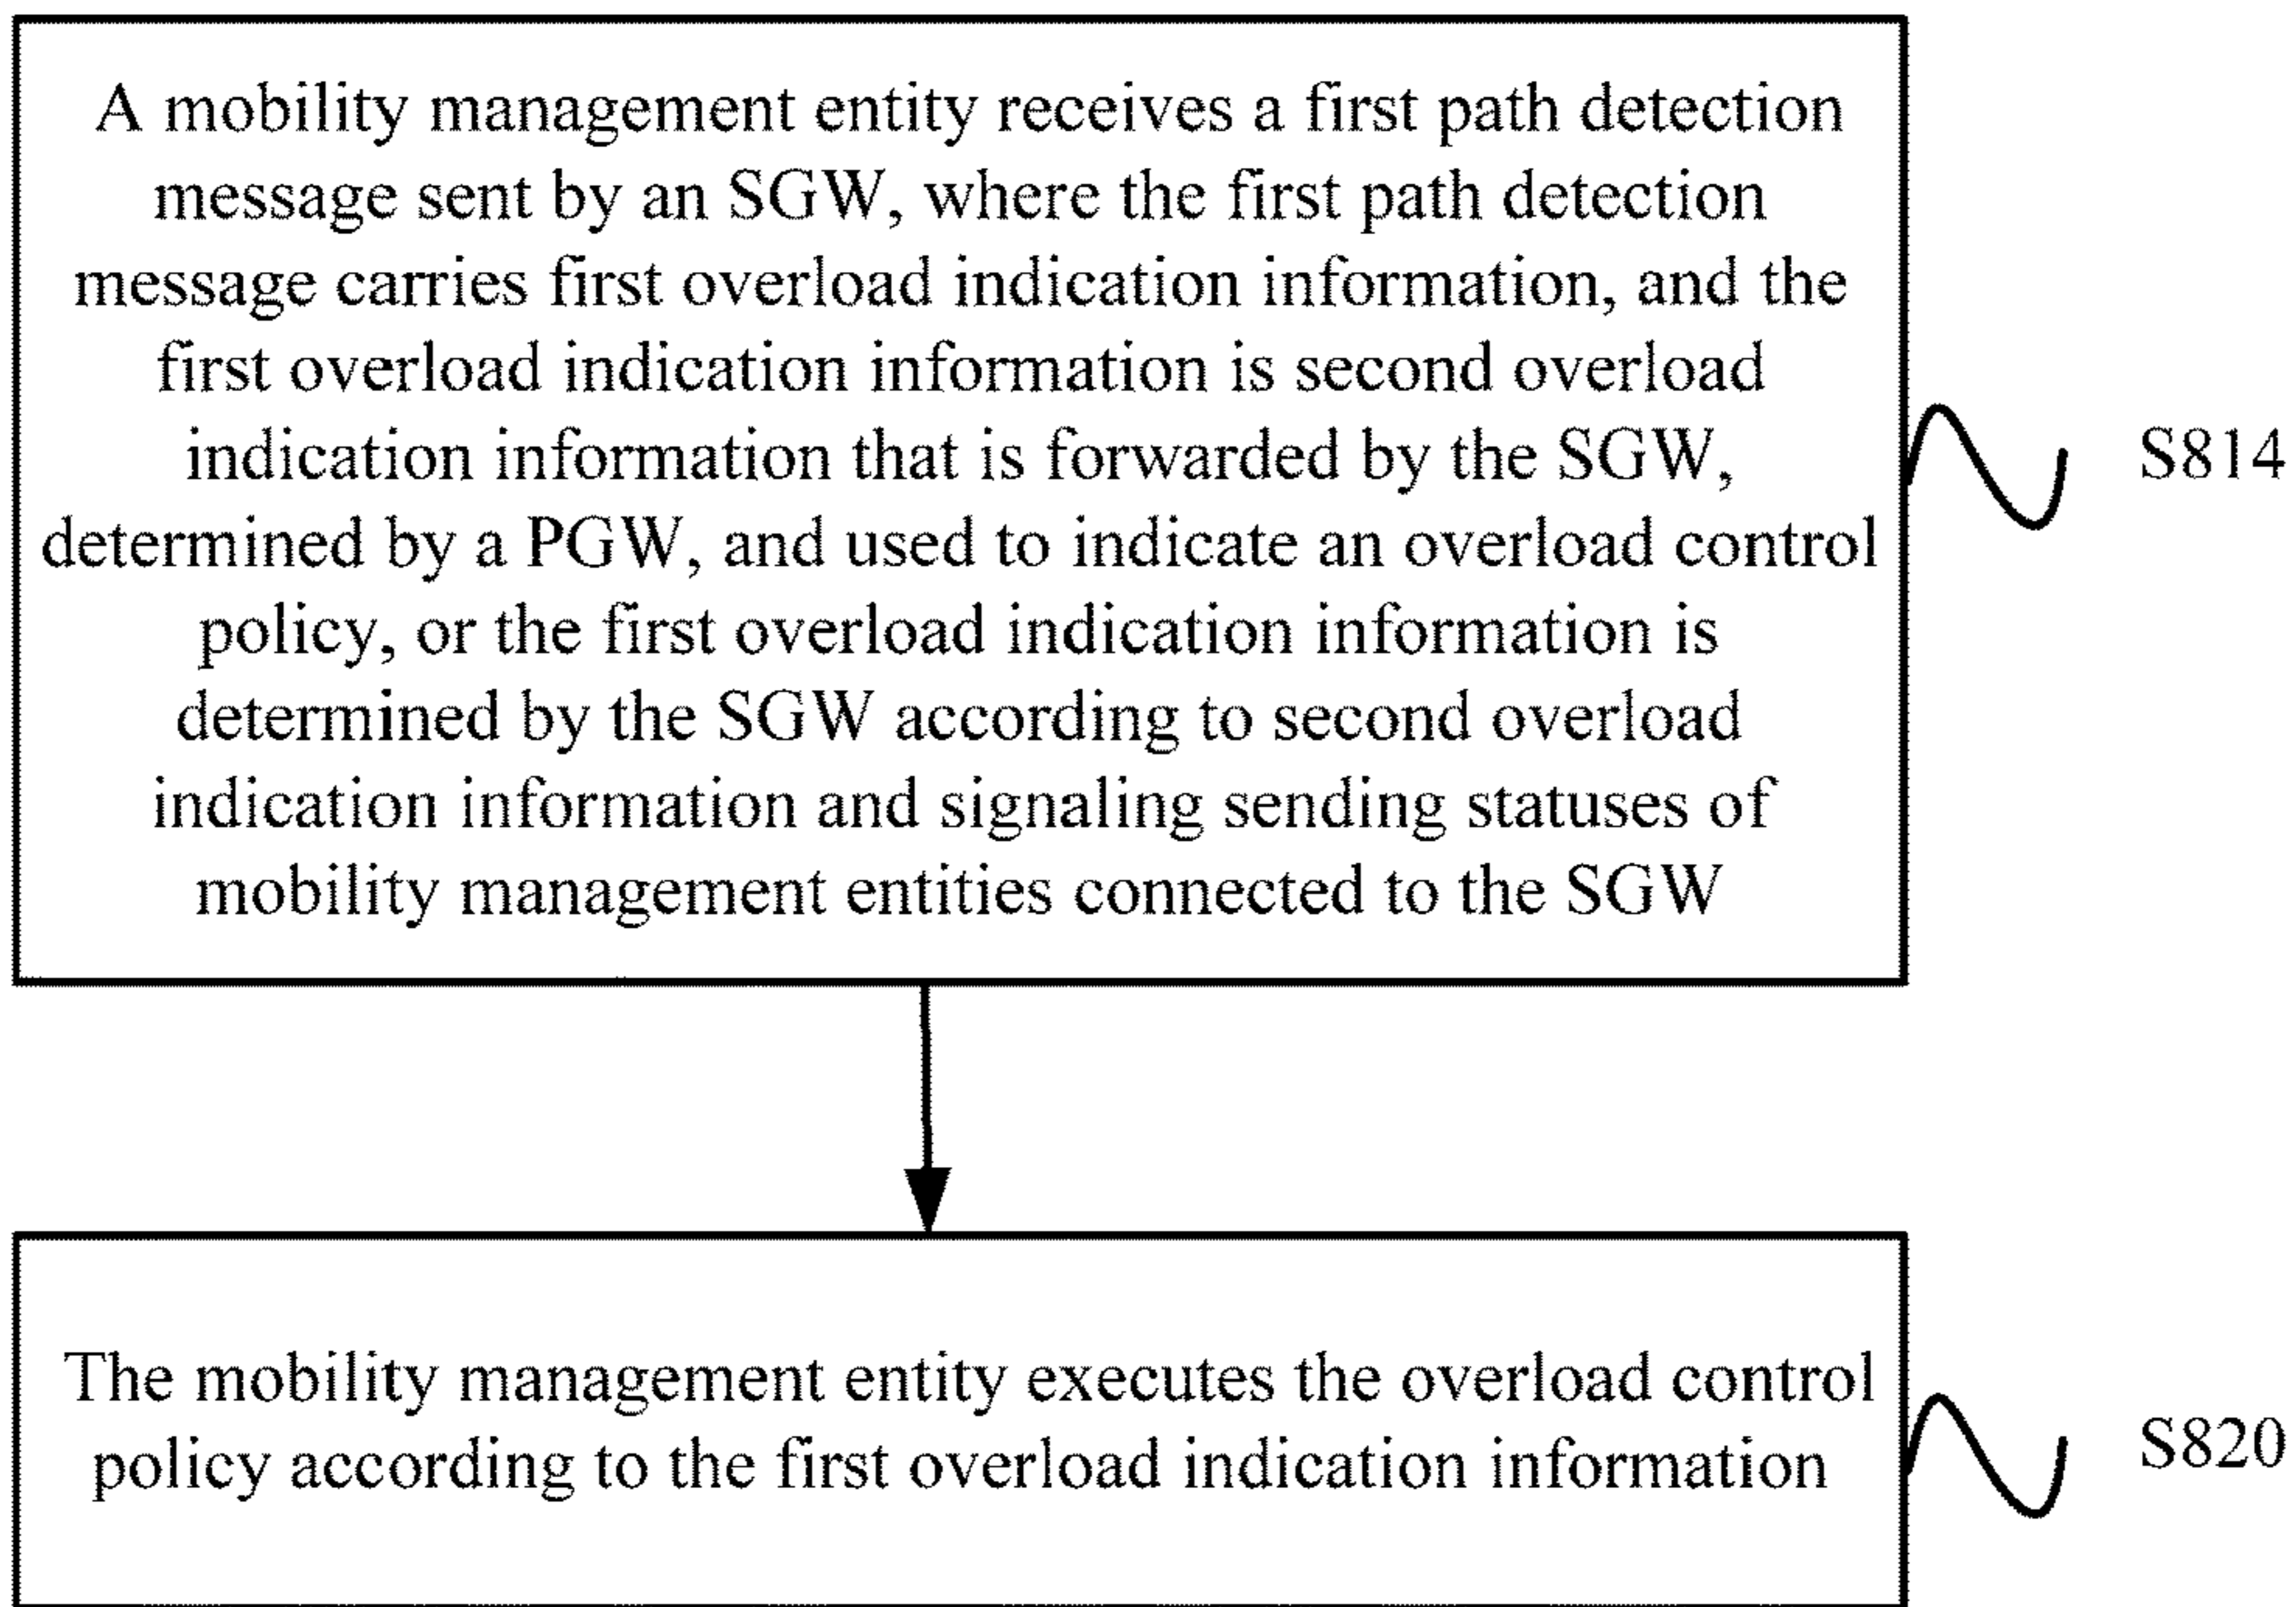 A mobility management entity receives a first path detection
message sent by an SGW, where the first path detection
message carries first overload indication information, and the
first overload indication information is second overload
indication information that is forwarded by the SGW,
determined by a PGW, and used to indicate an overload control
policy, or the first overload indication information is
determined by the SGW according to second overload
indication information and signaling sending statuses of
mobility management entities connected to the SGW
S814
The mobility management entity executes the overload control
policy according to the first overload indication information
S820